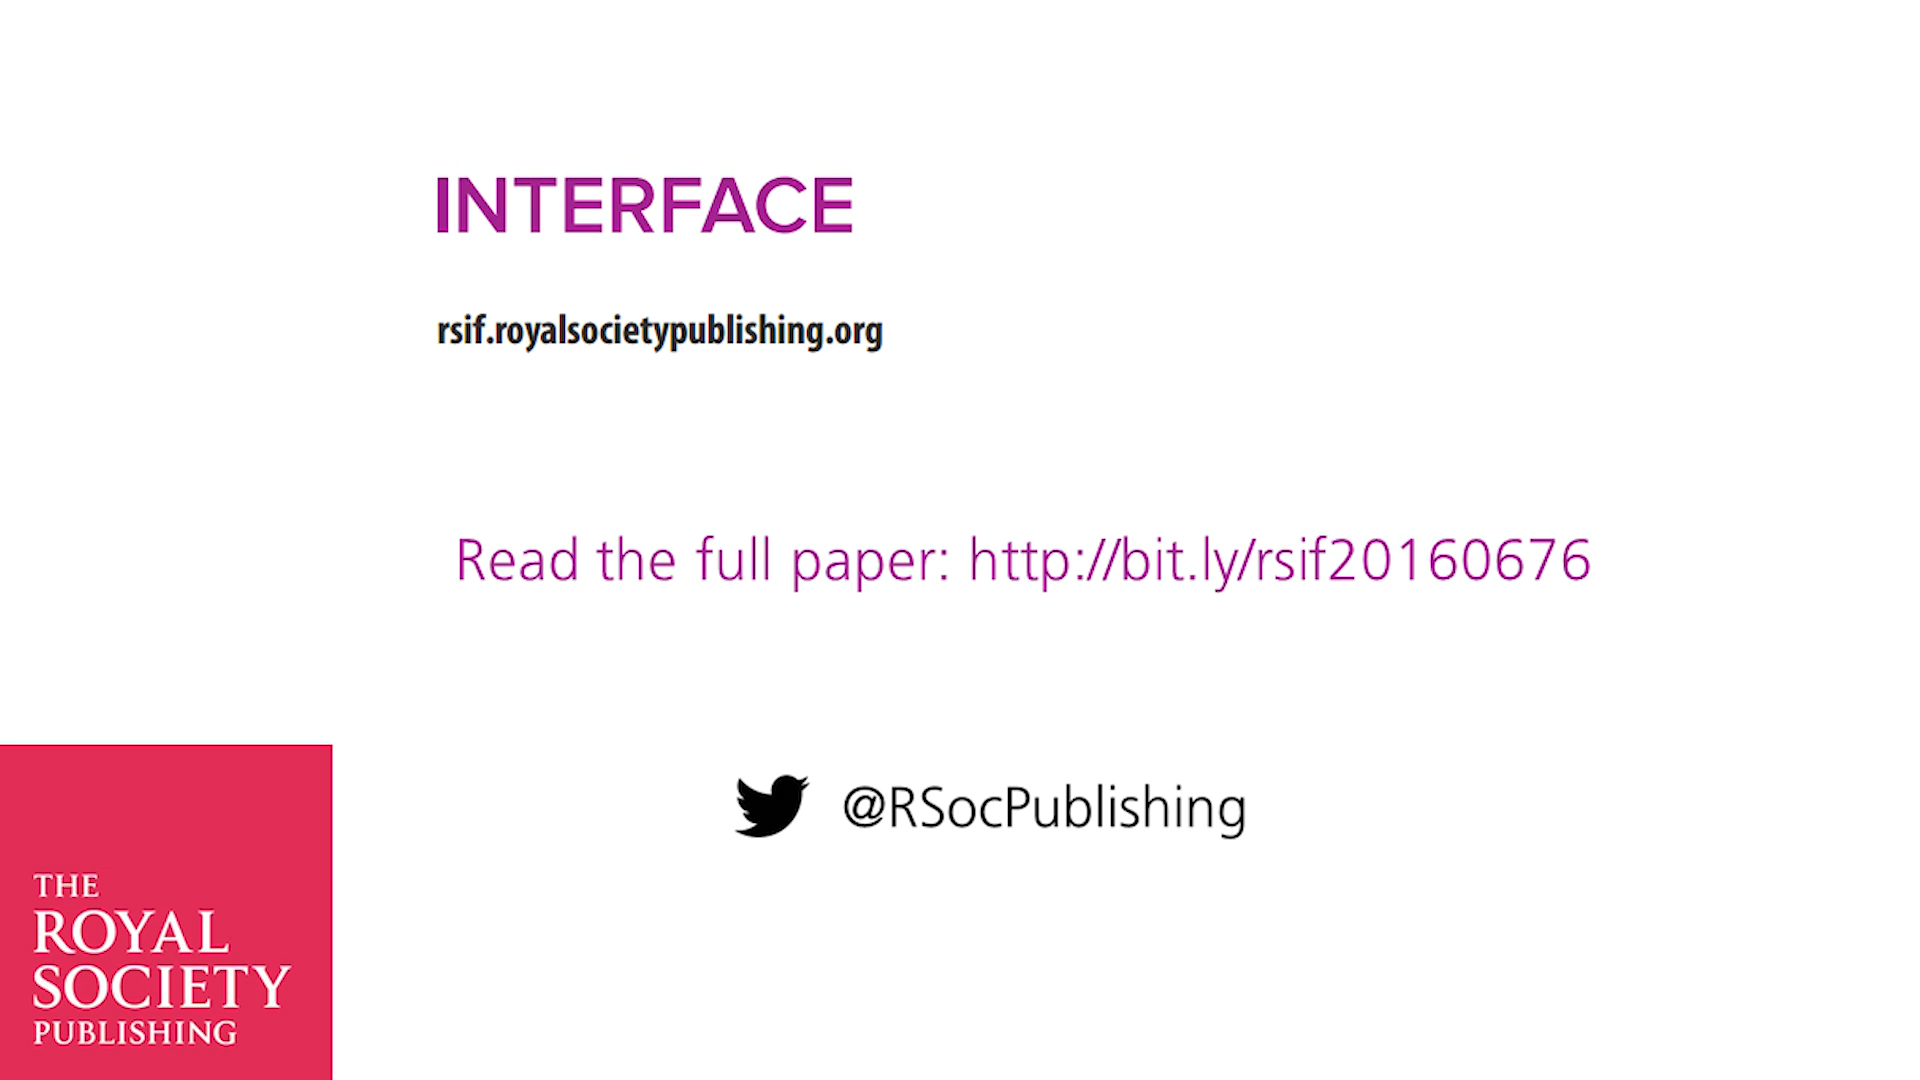 INTERFACE
rsif.royalsocietypublishing.org
Read the full paper: http://bit.ly/rsif20160676
@RSocPublishing
THE
ROYAL
SOCIETY
PUBLISHING